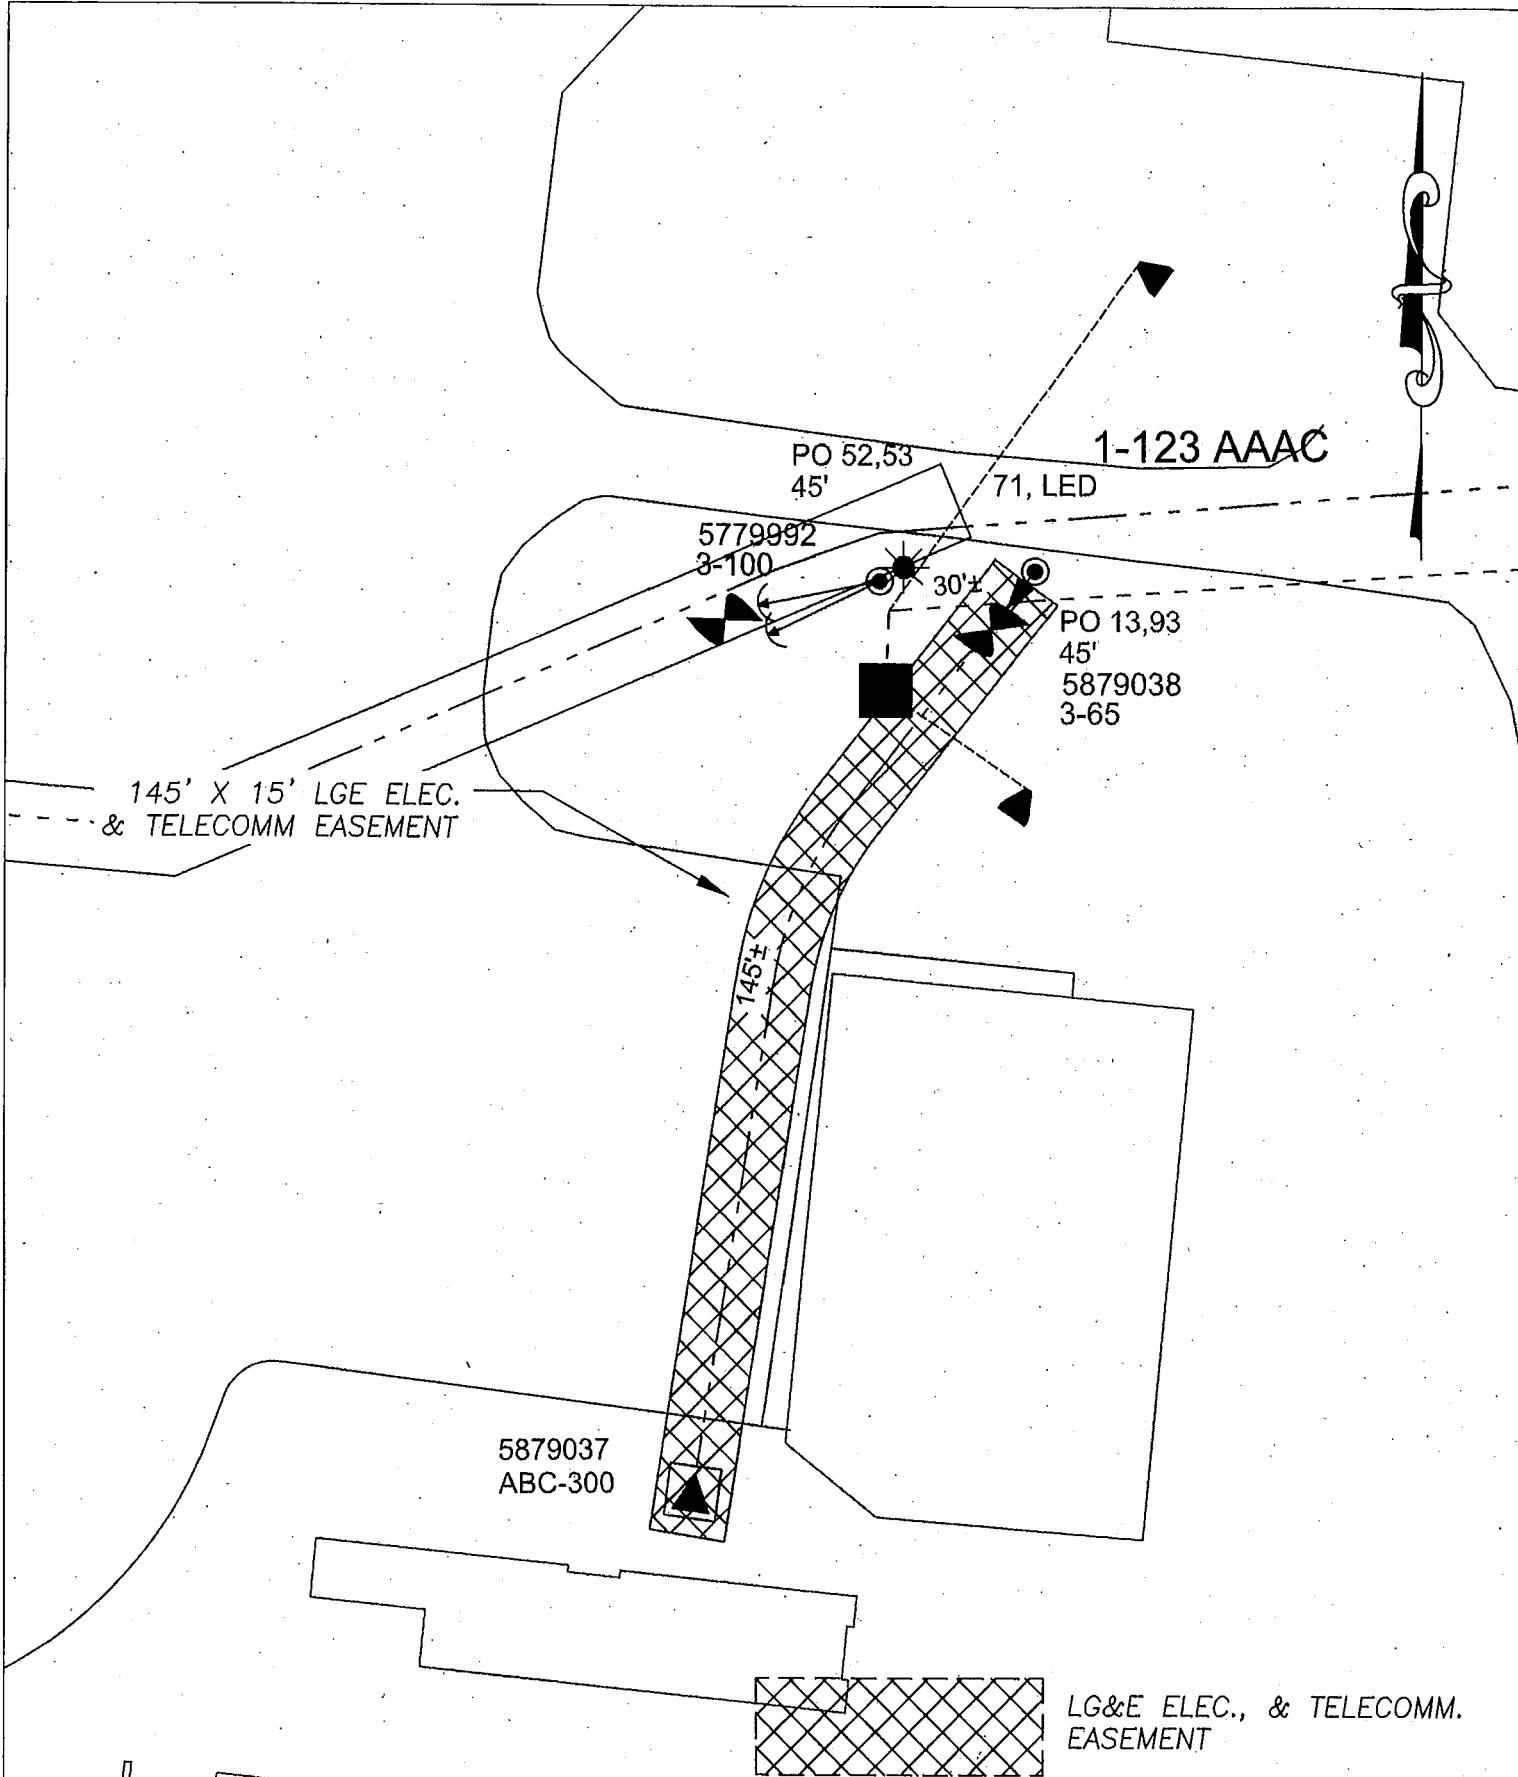 1-123 AAAC
PO 52,53
45'
71, LED
5779992
3-100
30'±
PO 13,93
45'
5879038
3-65
145' X 15' LGE ELEC.
& TELECOMM EASEMENT
145'±
5879037
ABC-300
LG&E ELEC., & TELECOMM.
EASEMENT